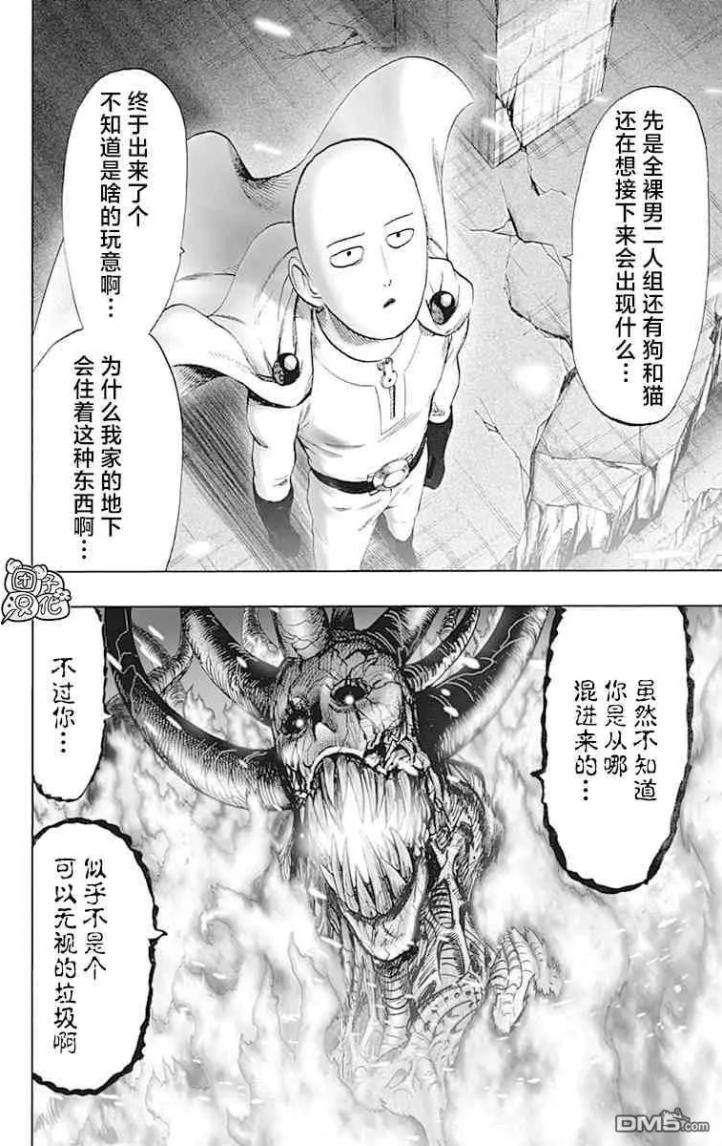 先是全裸男二人组还有狗和猫
还在想接下来会出现什么…
终于出来了个
不知道是啥的玩意啊…
为什么我家的地下
会住着这种东西啊…
团子只花
虽然不知道
你是从哪
混进来的…
不过你…
似乎不是个
可以无视的垃圾啊
DM5.com